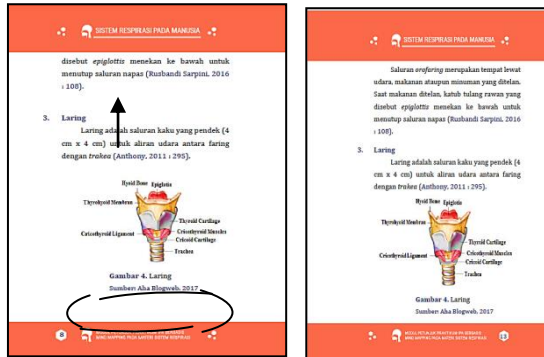 SISTEM RESPIRASI PADA MANUSIA
disebut epiglottis menekan ke bawah untuk
menutup saluran napas (Rusbandi Sarpini, 2016
: 108).
3. Laring
Laring adalah saluran kaku yang pendek (4
cm x 4 cm) untuk aliran udara antara faring
dengan trakea (Anthony, 2011 : 295).
Hyoid Bone Epiglotis
Thyrohyoid Membran
Thyroid Cartilage
Cricothyroid Ligament
Cricothyroid Muscles
Cricoid Cartilage
Trachea
Gambar 4. Laring
Sumber: Aha Blogweb, 2017
8
MIND MAPPING PADA MATERI SISTEM RESPIRASI
SISTEM RESPIRASI PADA MANUSIA
Saluran orofaring merupakan tempat lewat
udara, makanan ataupun minuman yang ditelan.
Saat makanan ditelan, katub tulang rawan yang
disebut epiglottis menekan ke bawah untuk
menutup saluran napas (Rusbandi Sarpini, 2016
: 108).
3. Laring
Laring adalah saluran kaku yang pendek (4
cm x 4 cm) untuk aliran udara antara faring
dengan trakea (Anthony, 2011 : 295).
Hyoid Bone Epiglotis
Thyrohyoid Membran
Thyroid Cartilage
Cricothyroid Ligament
Cricothyroid Muscles
Cricoid Cartilage
Trachea
Gambar 4. Laring
Sumber: Aha Blogweb, 2017
MIND MAPPING PADA MATERI SISTEM RESPIRASI